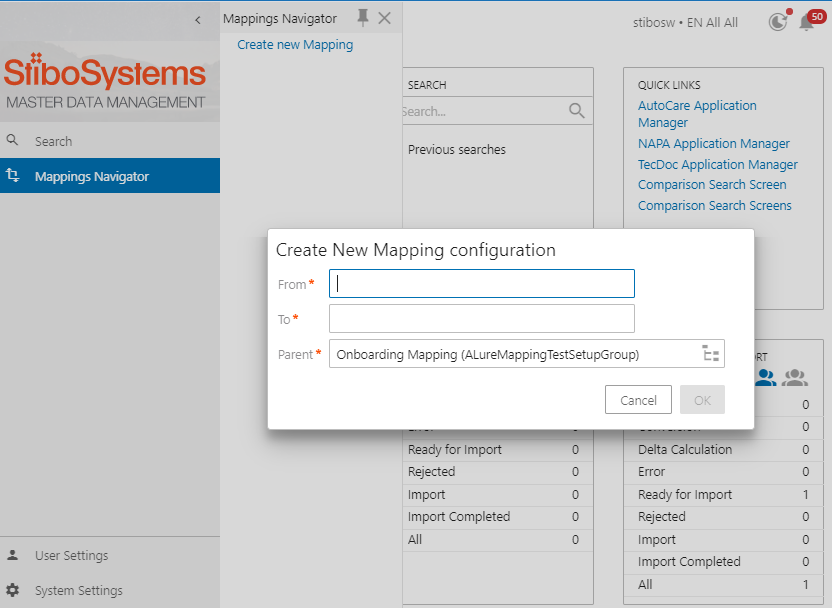 StiboSystems
MASTER DATA MANAGEMENT
Search
Mappings Navigator
User Settings
System Settings
Mappings Navigator
Create new Mapping
stibosw • EN All All
50
SEARCH
Search...
Previous searches
QUICK LINKS
AutoCare Application
Manager
NAPA Application Manager
TecDoc Application Manager
Comparison Search Screen
Comparison Search Screens
Create New Mapping configuration
From *
To *
Parent * Onboarding Mapping (ALureMappingTestSetupGroup)
Cancel OK
Error 0
Ready for Import 0
Rejected 0
Import 0
Import Completed 0
All 0
0
Conversion 0
Delta Calculation 0
Error 0
Ready for Import 1
Rejected 0
Import 0
Import Completed 0
All 1